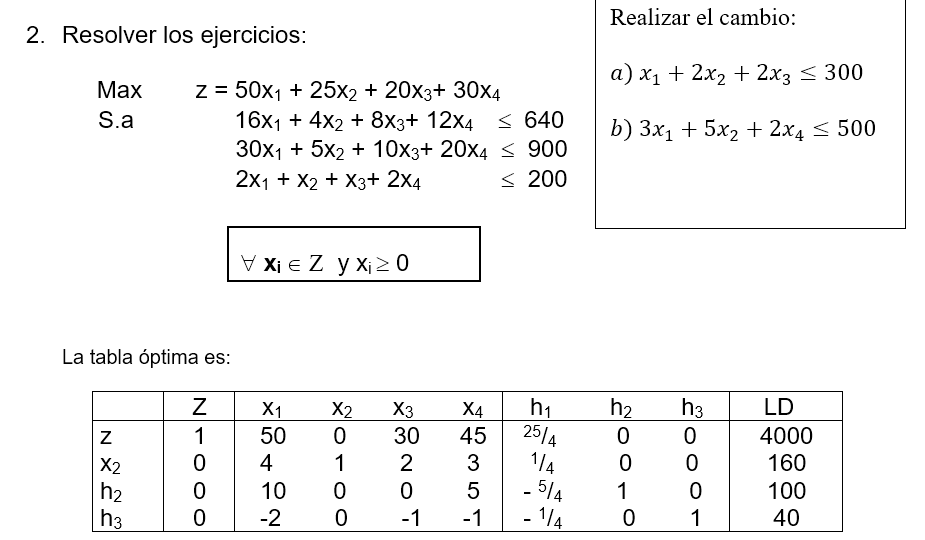 2. Resolver los ejercicios:
Max z = 50x₁ + 25x₂ + 20x₃+ 30x₄
S.a 16x₁ + 4x₂ + 8x₃+ 12x₄ ≤ 640
30x₁ + 5x₂ + 10x₃+ 20x₄ ≤ 900
2x₁ + x₂ + x₃+ 2x₄ ≤ 200
∀ xᵢ ∈ Z y xᵢ ≥ 0
Realizar el cambio:
a) x₁ + 2x₂ + 2x₃ ≤ 300
b) 3x₁ + 5x₂ + 2x₄ ≤ 500
La tabla óptima es:
Z x₁ x₂ x₃ x₄ h₁ h₂ h₃ LD
z 1 50 0 30 45 25/4 0 0 4000
x₂ 0 4 1 2 3 1/4 0 0 160
h₂ 0 10 0 0 5 - 5/4 1 0 100
h₃ 0 -2 0 -1 -1 - 1/4 0 1 40